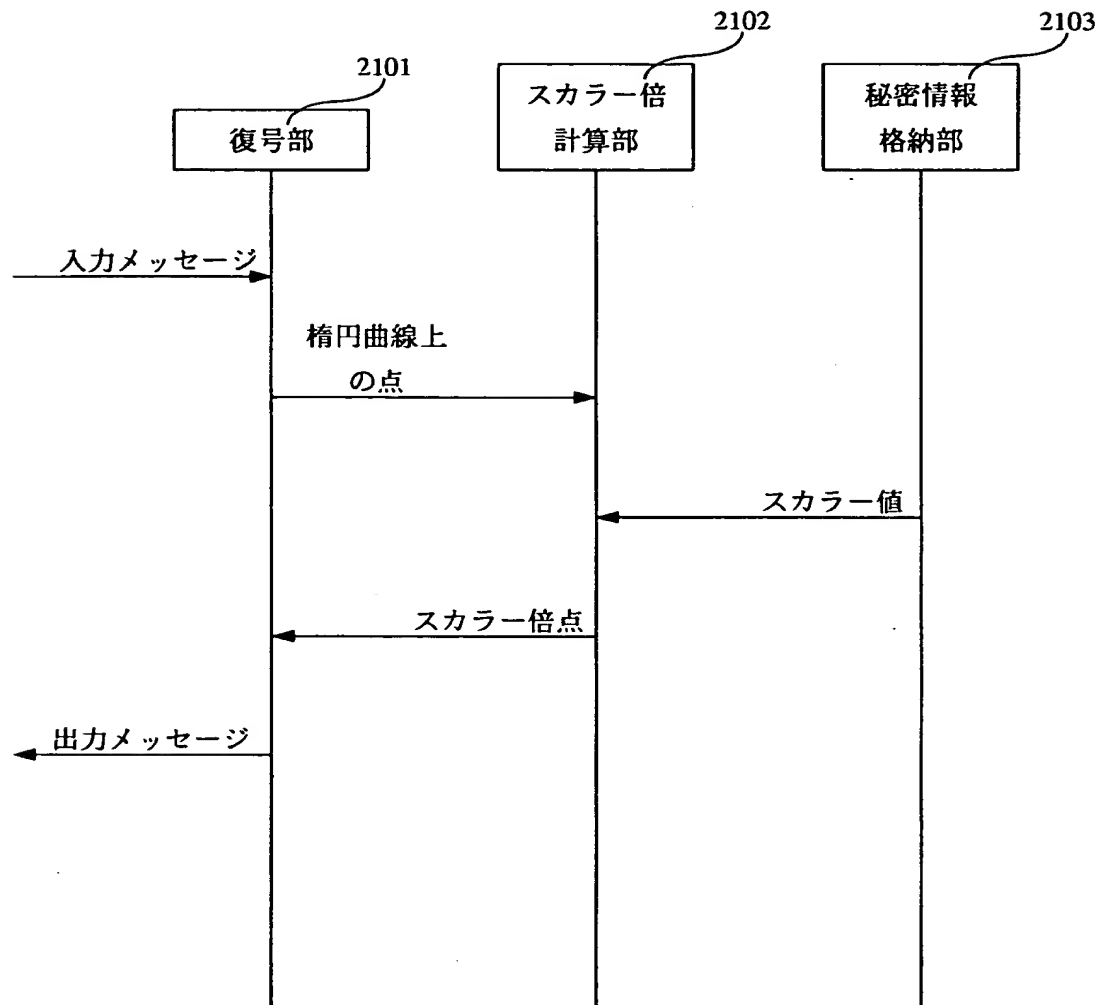 2101
2102
2103
復号部
スカラー倍
計算部
秘密情報
格納部
入力メッセージ
楕円曲線上
の点
スカラー値
スカラー倍点
出力メッセージ